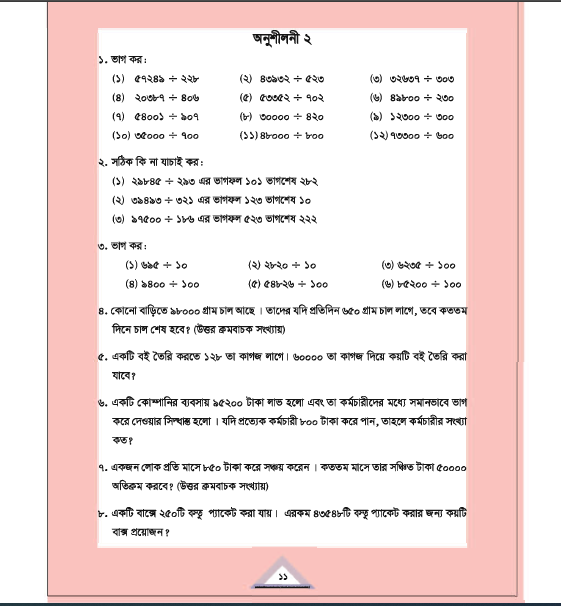 অনুশীলনী ২
১. ভাগ কর:
(১) ৫৭২৪৯ ÷ ২২৮ (২) ৪৩৯৩২ ÷ ৫২৩ (৩) ৩২৬৩৭ ÷ ৩০৩
(৪) ২০৩৮৭ ÷ ৪০৬ (৫) ৫৩৩৫২ ÷ ৭০২ (৬) ৪৯৮০০ ÷ ২৩০
(৭) ৫৪০০১ ÷ ৯০৭ (৮) ৩০০০০ ÷ ৪২০ (৯) ১২৩০০ ÷ ৩০০
(১০) ৩৫০০০ ÷ ৭০০ (১১) ৪৮০০০ ÷ ৮০০ (১২) ৭৩৩০০ ÷ ৬০০
২. সঠিক কি না যাচাই কর:
(১) ২৯৮৪৫ ÷ ২৯৩ এর ভাগফল ১০১ ভাগশেষ ২৮২
(২) ৩৯৪৯৩ ÷ ৩২১ এর ভাগফল ১২৩ ভাগশেষ ১০
(৩) ৯৭৫০০ ÷ ১৮৬ এর ভাগফল ৫২৩ ভাগশেষ ২২২
৩. ভাগ কর:
(১) ৬৯৫ ÷ ১০ (২) ২৮২০ ÷ ১০ (৩) ৬২৩৫ ÷ ১০০
(৪) ৯৪০০ ÷ ১০০ (৫) ৫৪৮২৬ ÷ ১০০ (৬) ৮৫২০০ ÷ ১০০
৪. কোনো বাড়িতে ৯৮০০০ গ্রাম চাল আছে। তাদের যদি প্রতিদিন ৬৫০ গ্রাম চাল লাগে, তবে কততম
দিনে চাল শেষ হবে? (উত্তর ক্রমবাচক সংখ্যায়)
৫. একটি বই তৈরি করতে ১২৮ তা কাগজ লাগে। ৬০০০০ তা কাগজ দিয়ে কয়টি বই তৈরি করা
যাবে?
৬. একটি কোম্পানির ব্যবসায় ৯৫২০০ টাকা লাভ হলো এবং তা কর্মচারীদের মধ্যে সমানভাবে ভাগ
করে দেওয়ার সিদ্ধান্ত হলো। যদি প্রত্যেক কর্মচারী ৮০০ টাকা করে পান, তাহলে কর্মচারীর সংখ্যা
কত?
৭. একজন লোক প্রতি মাসে ৮৫০ টাকা করে সঞ্চয় করেন। কততম মাসে তার সঞ্চিত টাকা ৫০০০০
অতিক্রম করবে? (উত্তর ক্রমবাচক সংখ্যায়)
৮. একটি বাক্সে ২৫০টি বস্তু প্যাকেট করা যায়। এরকম ৪৩৫৪৮টি বস্তু প্যাকেট করার জন্য কয়টি
বাক্স প্রয়োজন?
১১